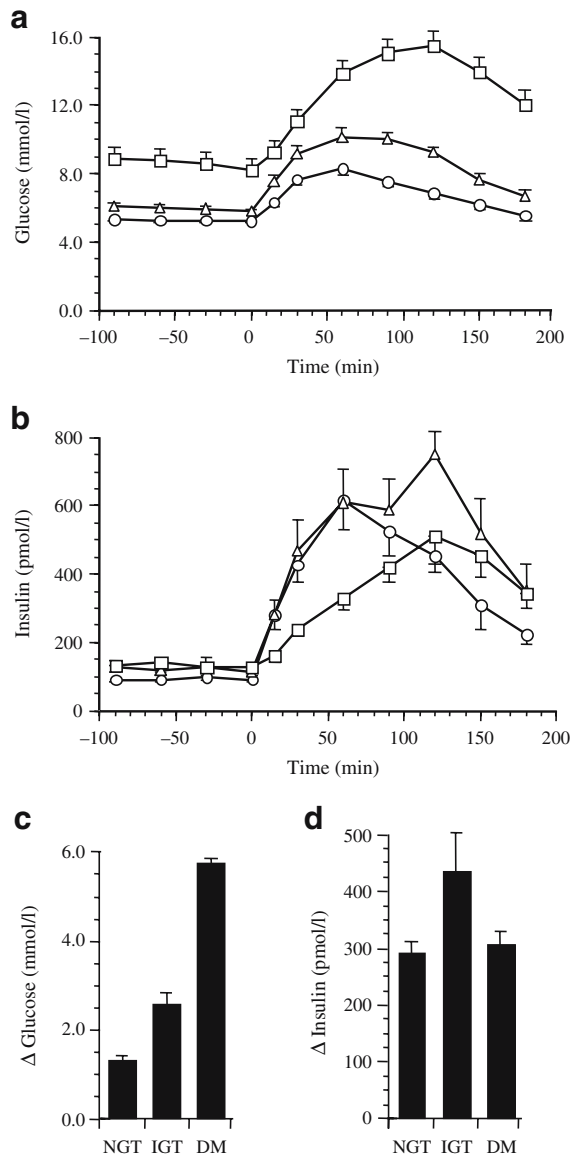 a
16.0
12.0
8.0
4.0
0.0
Glucose (mmol/l)
−100 −50 0 50 100 150 200
Time (min)
b
800
600
400
200
0
Insulin (pmol/l)
−100 −50 0 50 100 150 200
Time (min)
c
6.0
4.0
2.0
0.0
Δ Glucose (mmol/l)
NGT IGT DM
d
500
400
300
200
300
0
Δ Insulin (pmol/l)
NGT IGT DM